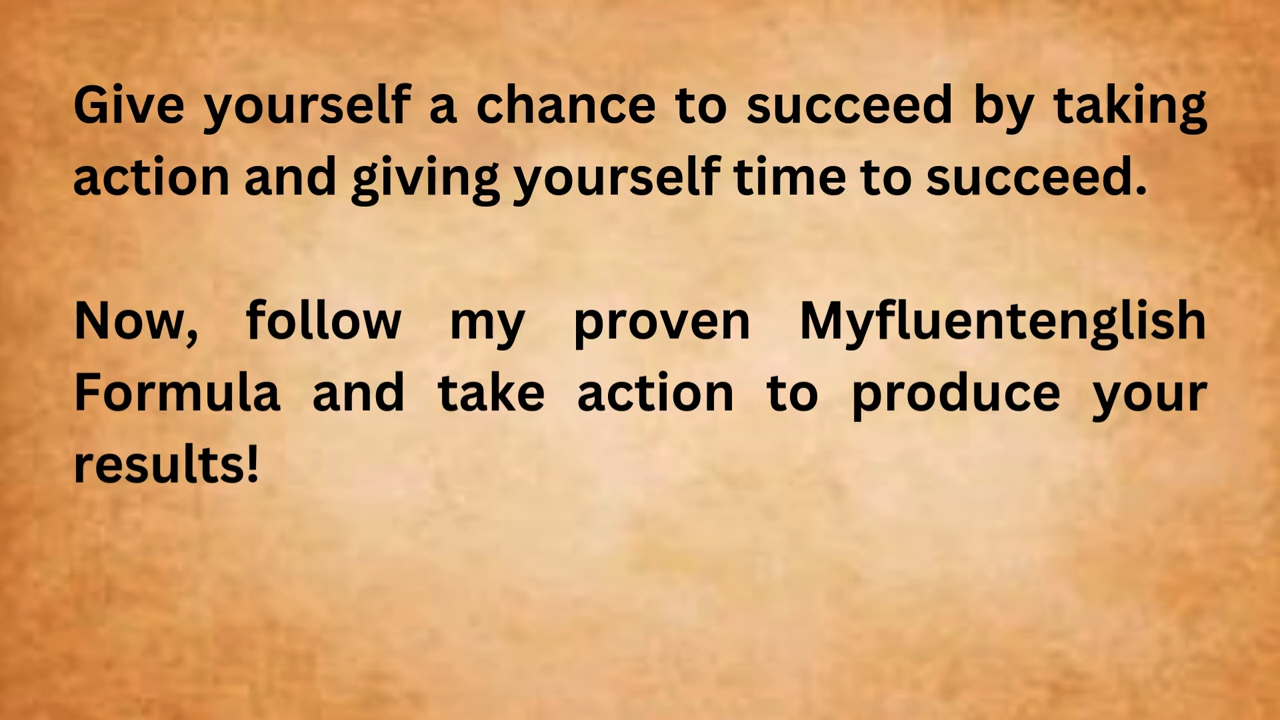 Give yourself a chance to succeed by taking
action and giving yourself time to succeed.
Now, follow my proven Myfluentenglish
Formula and take action to produce your
results!